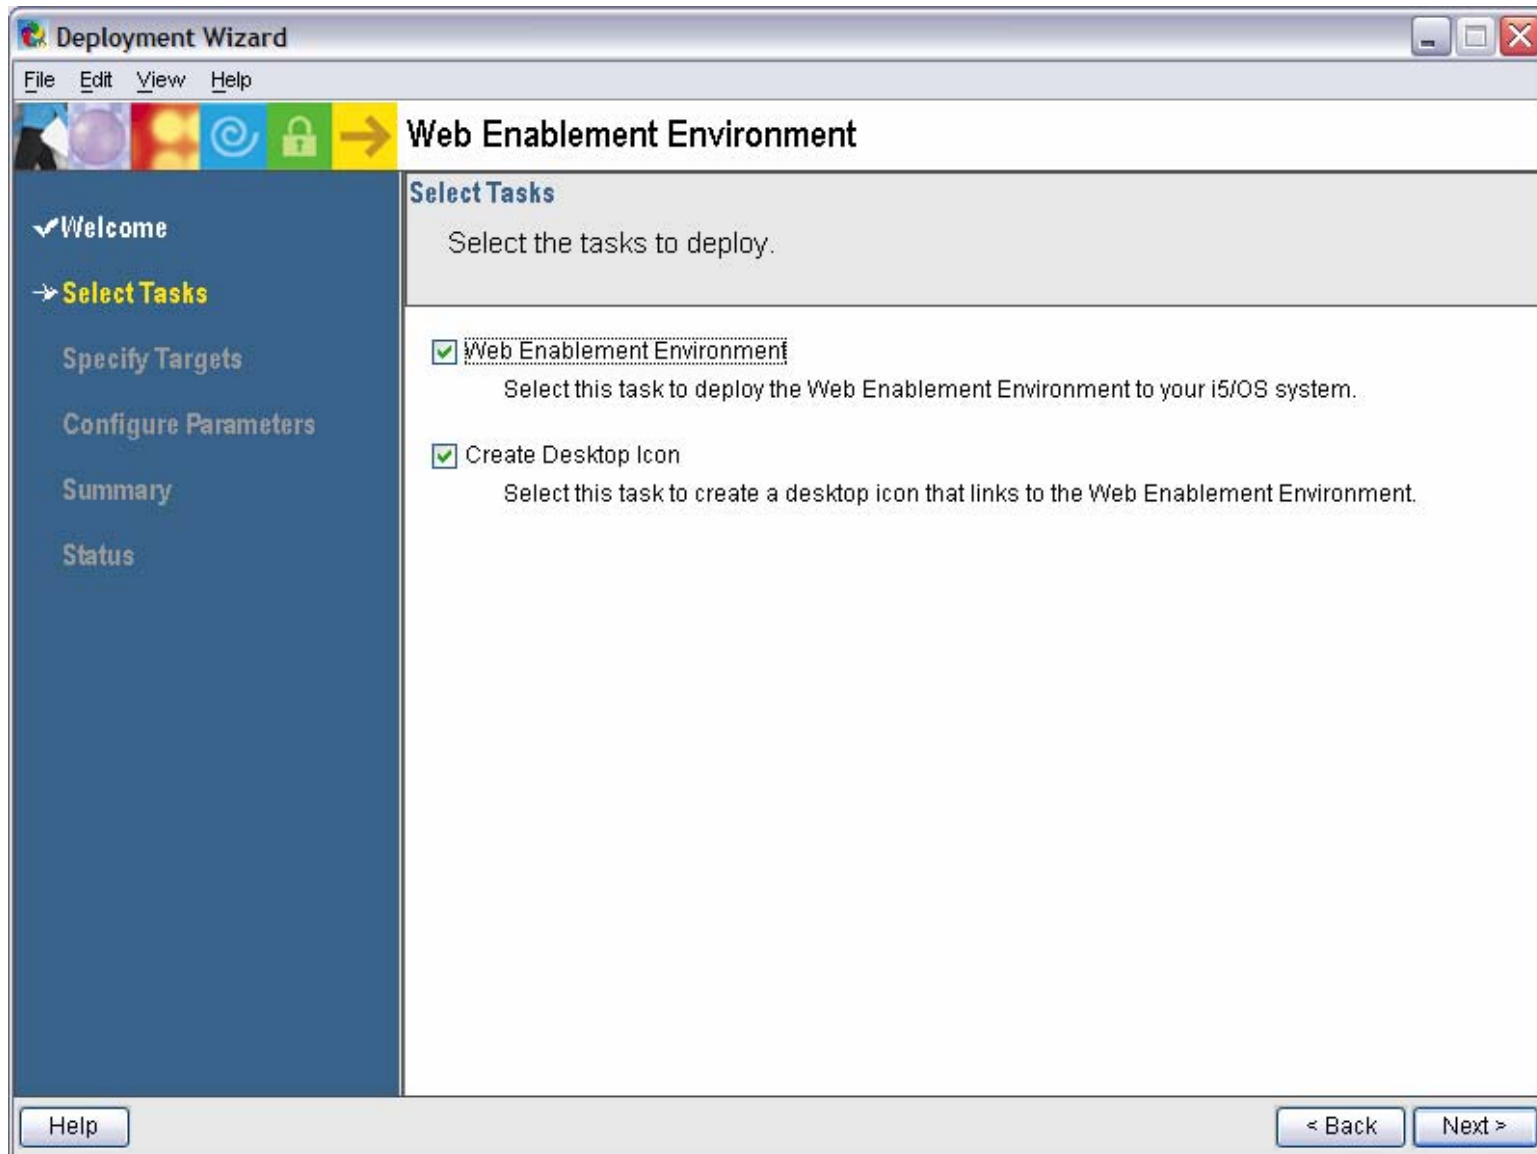 Deployment Wizard
File Edit View Help
Web Enablement Environment
Welcome
Select Tasks
Specify Targets
Configure Parameters
Summary
Status
Select Tasks
Select the tasks to deploy.
Web Enablement Environment
Select this task to deploy the Web Enablement Environment to your i5/OS system.
Create Desktop Icon
Select this task to create a desktop icon that links to the Web Enablement Environment.
Help
< Back
Next >